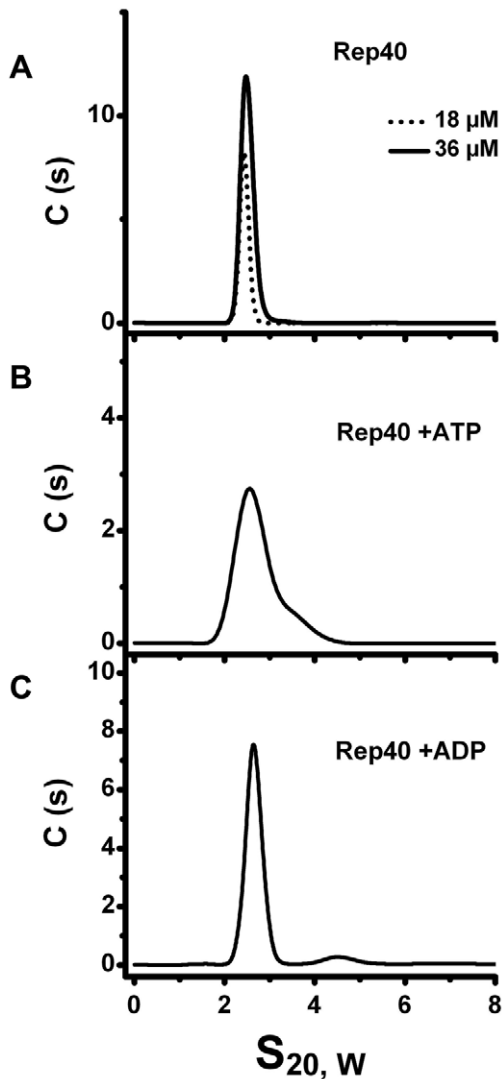 A
Rep40
18 µM
36 µM
C (s)
10
0
B
Rep40 +ATP
C (s)
4
2
0
C
Rep40 +ADP
C (s)
10
8
6
4
2
0
0 2 4 6 8
S20, W